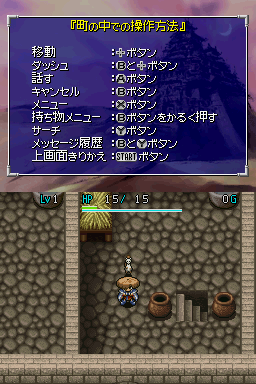 『町の中での操作方法』
移動 :✚ボタン
ダッシュ :Ⓑと✚ボタン
話す :Ⓐボタン
キャンセル :Ⓑボタン
メニュー :Ⓧボタン
持ち物メニュー :Ⓑボタンをかるく押す
サーチ :Ⓨボタン
メッセージ履歴 :ⒷとⓎボタン
上画面きりかえ :STARTボタン
Lv1 HP 15/ 15 0G